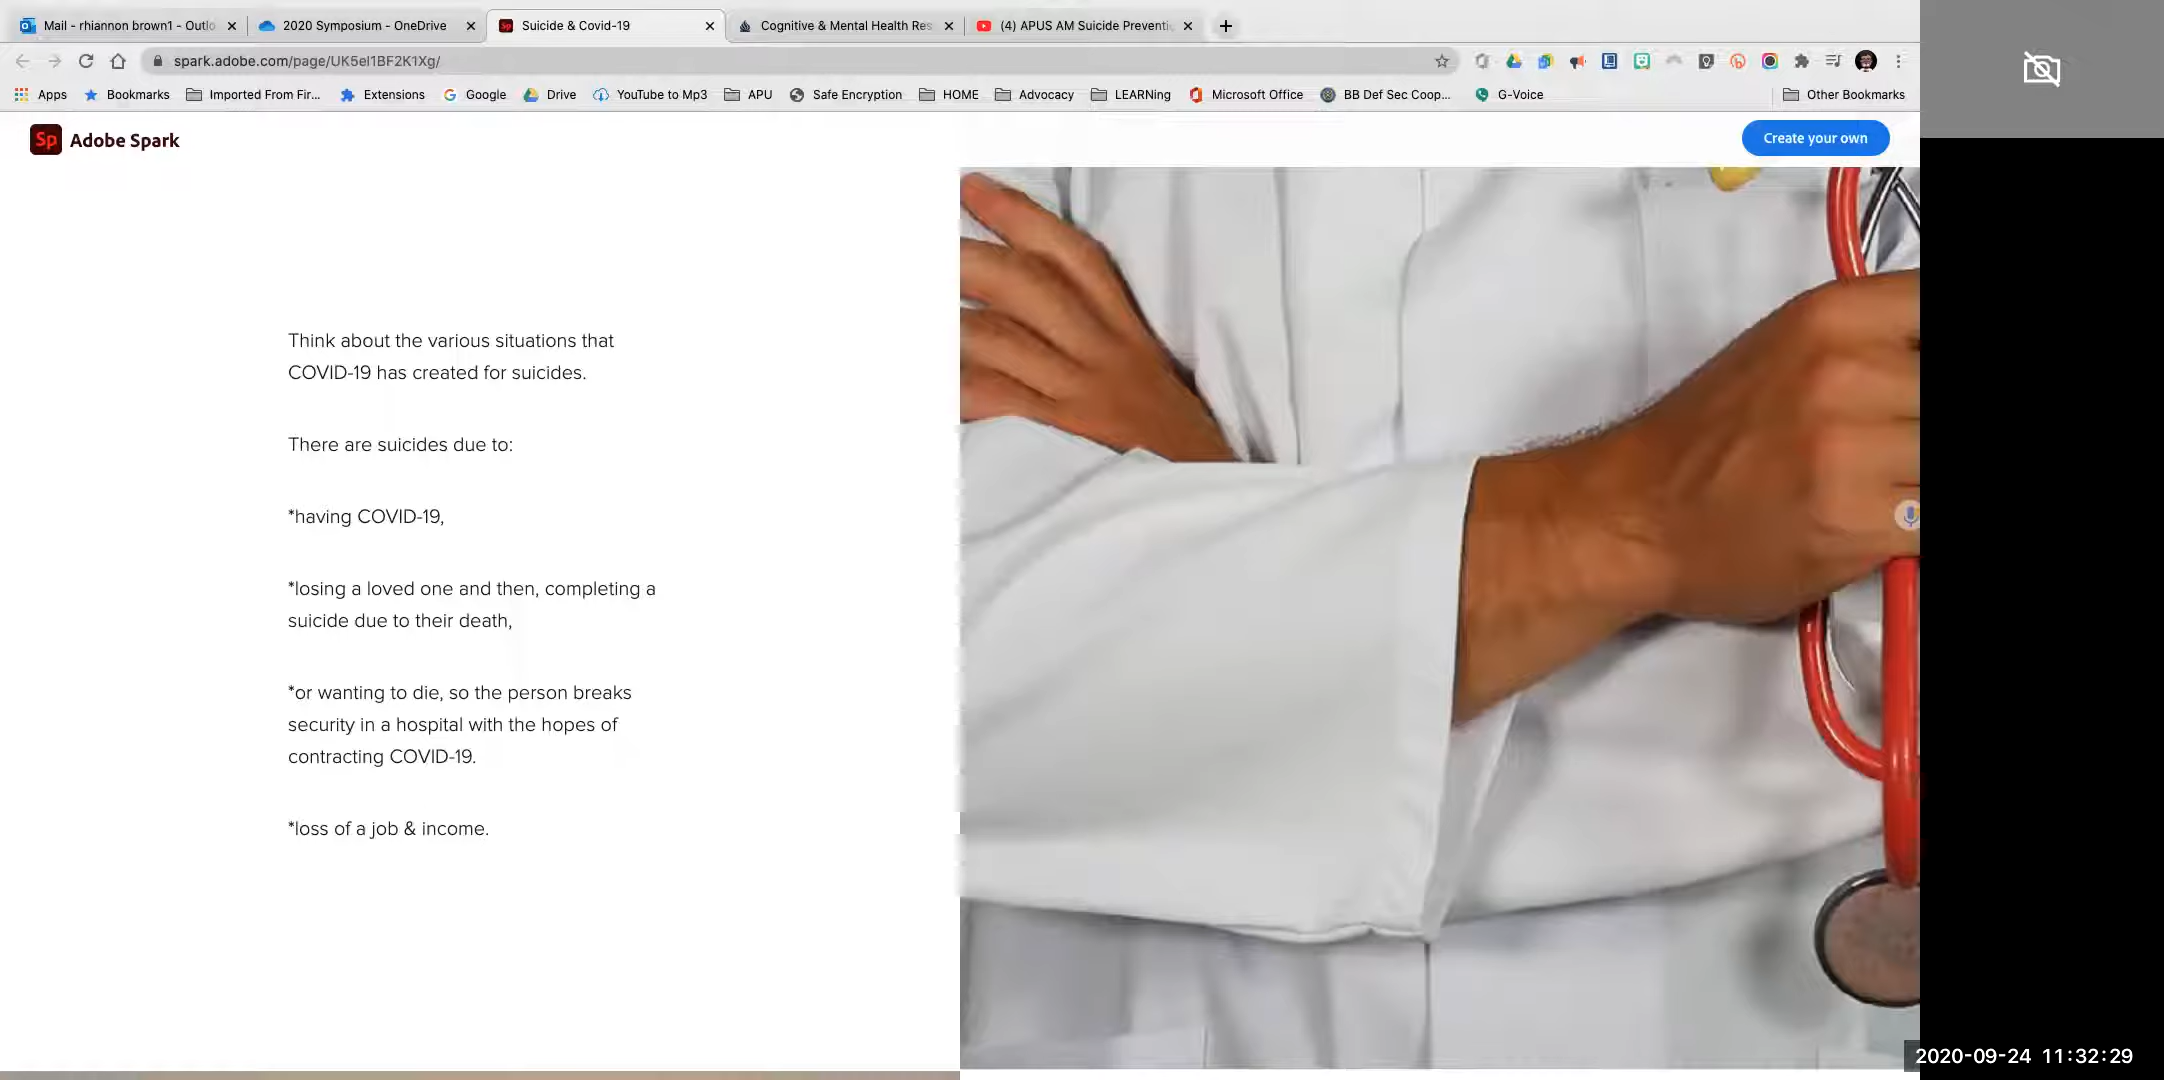 Mail - rhiannon brown1 - Outlo
2020 Symposium - OneDrive
Suicide & Covid-19
Cognitive & Mental Health Res
(4) APUS AM Suicide Preventi
spark.adobe.com/page/UK5el1BF2K1Xg/
Apps
Bookmarks
Imported From Fir...
Extensions
Google
Drive
YouTube to Mp3
APU
Safe Encryption
HOME
Advocacy
LEARNing
Microsoft Office
BB Def Sec Coop...
G-Voice
Other Bookmarks
Sp Adobe Spark
Create your own
Think about the various situations that
COVID-19 has created for suicides.
There are suicides due to:
*having COVID-19,
*losing a loved one and then, completing a
suicide due to their death,
*or wanting to die, so the person breaks
security in a hospital with the hopes of
contracting COVID-19.
*loss of a job & income.
2020-09-24 11:32:29